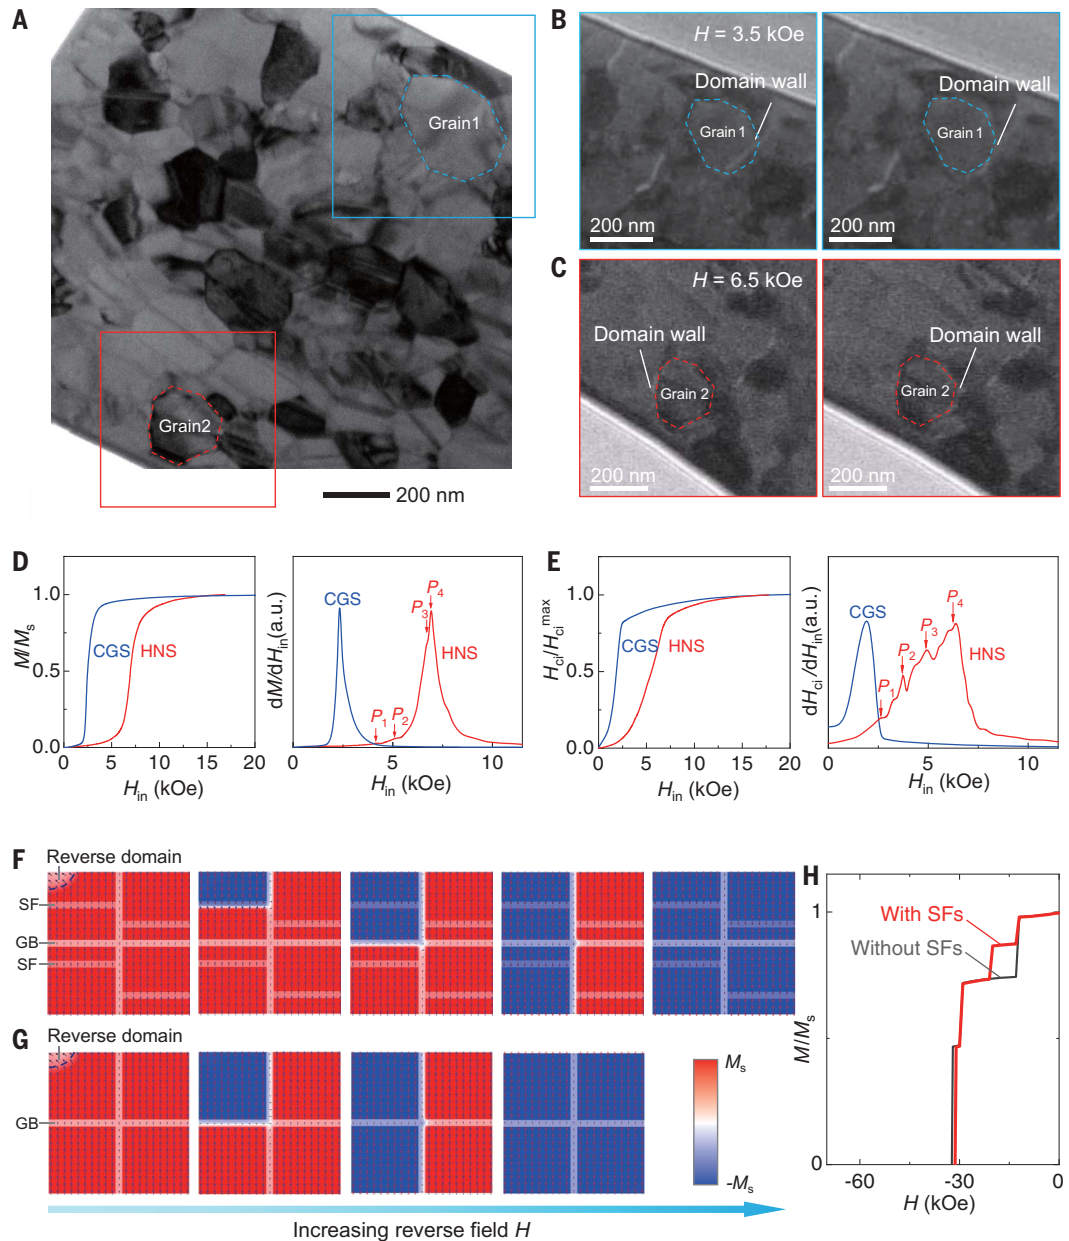 A
Grain1
Grain2
200 nm
B
H = 3.5 kOe
Domain wall
Grain 1
200 nm
Domain wall
Grain 1
200 nm
C
H = 6.5 kOe
Domain wall
Grain 2
200 nm
Domain wall
Grain 2
200 nm
D
M/Ms
1.0
0.5
0.0
CGS
HNS
0 5 10 15 20
Hin (kOe)
dM/dHin(a.u.)
CGS
P1
P2
P3
P4
HNS
0 5 10
Hin (kOe)
E
Hci/Hci^max
1.0
0.5
0.0
CGS
HNS
0 5 10 15 20
Hin (kOe)
dHci/dHin(a.u.)
CGS
P1
P2
P3
P4
HNS
0 5 10
Hin (kOe)
F
Reverse domain
SF
GB
SF
G
Reverse domain
GB
Ms
-Ms
Increasing reverse field H
H
With SFs
Without SFs
M/Ms
1
0
-60 -30 0
H (kOe)